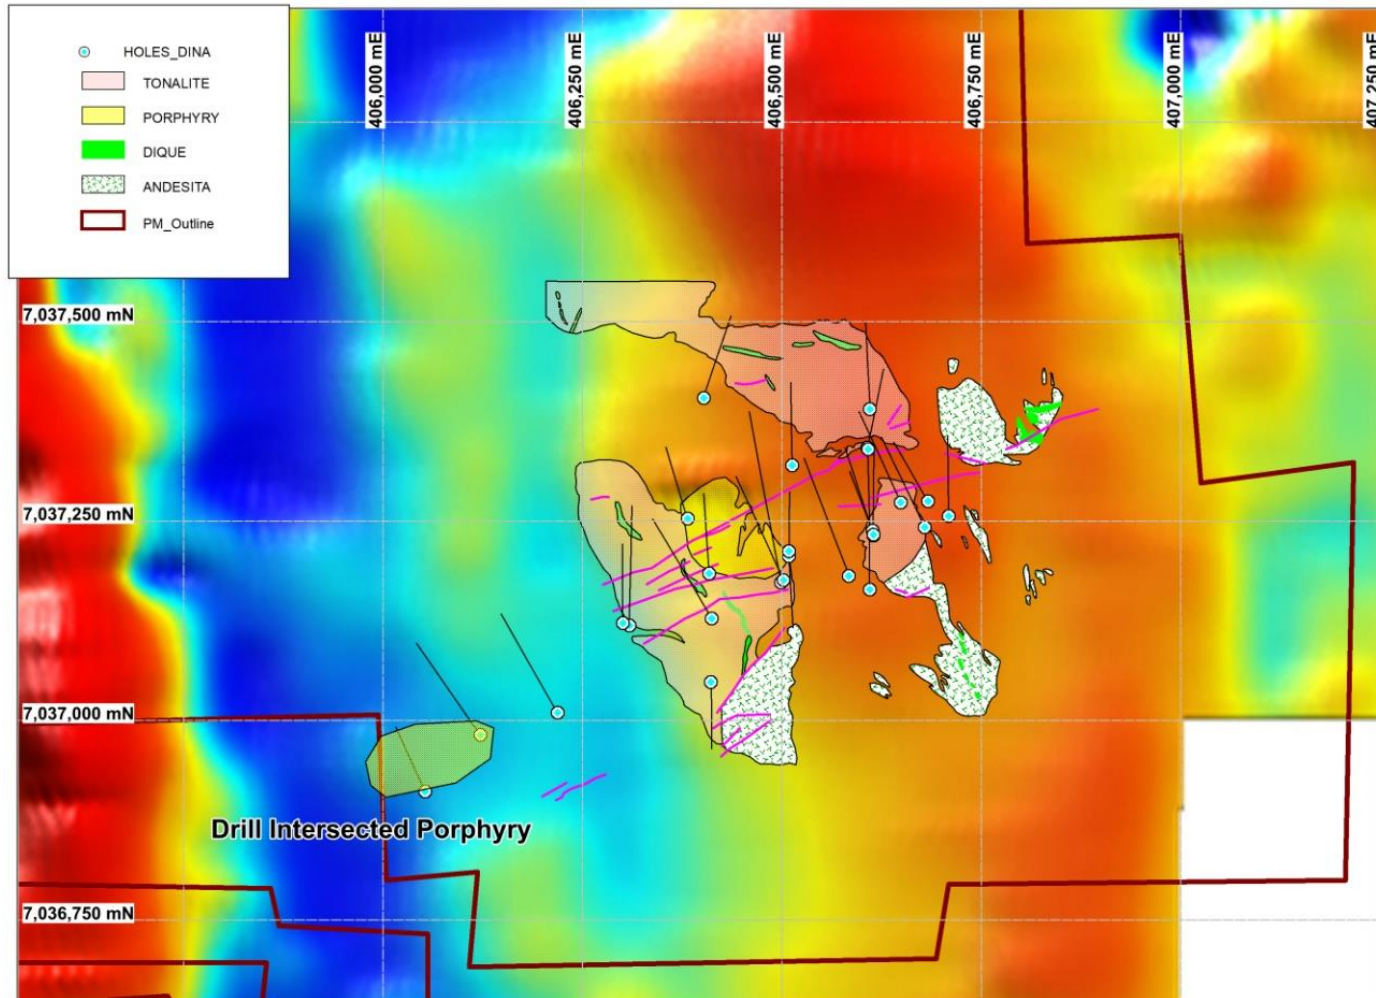 HOLES_DINA
TONALITE
PORPHYRY
DIQUE
ANDESITA
PM_Outline
406,000 mE
406,250 mE
406,500 mE
406,750 mE
407,000 mE
407,250 m
7,037,500 mN
7,037,250 mN
7,037,000 mN
Drill Intersected Porphyry
7,036,750 mN